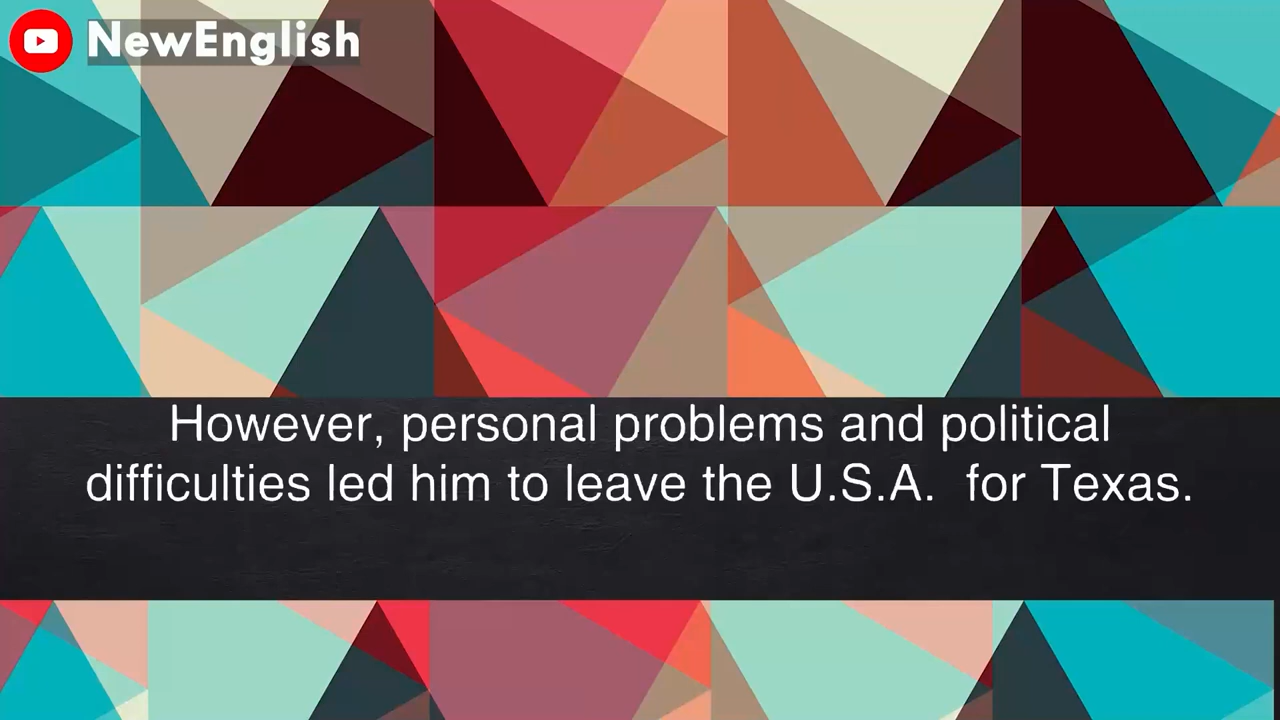 NewEnglish
However, personal problems and political
difficulties led him to leave the U.S.A.  for Texas.